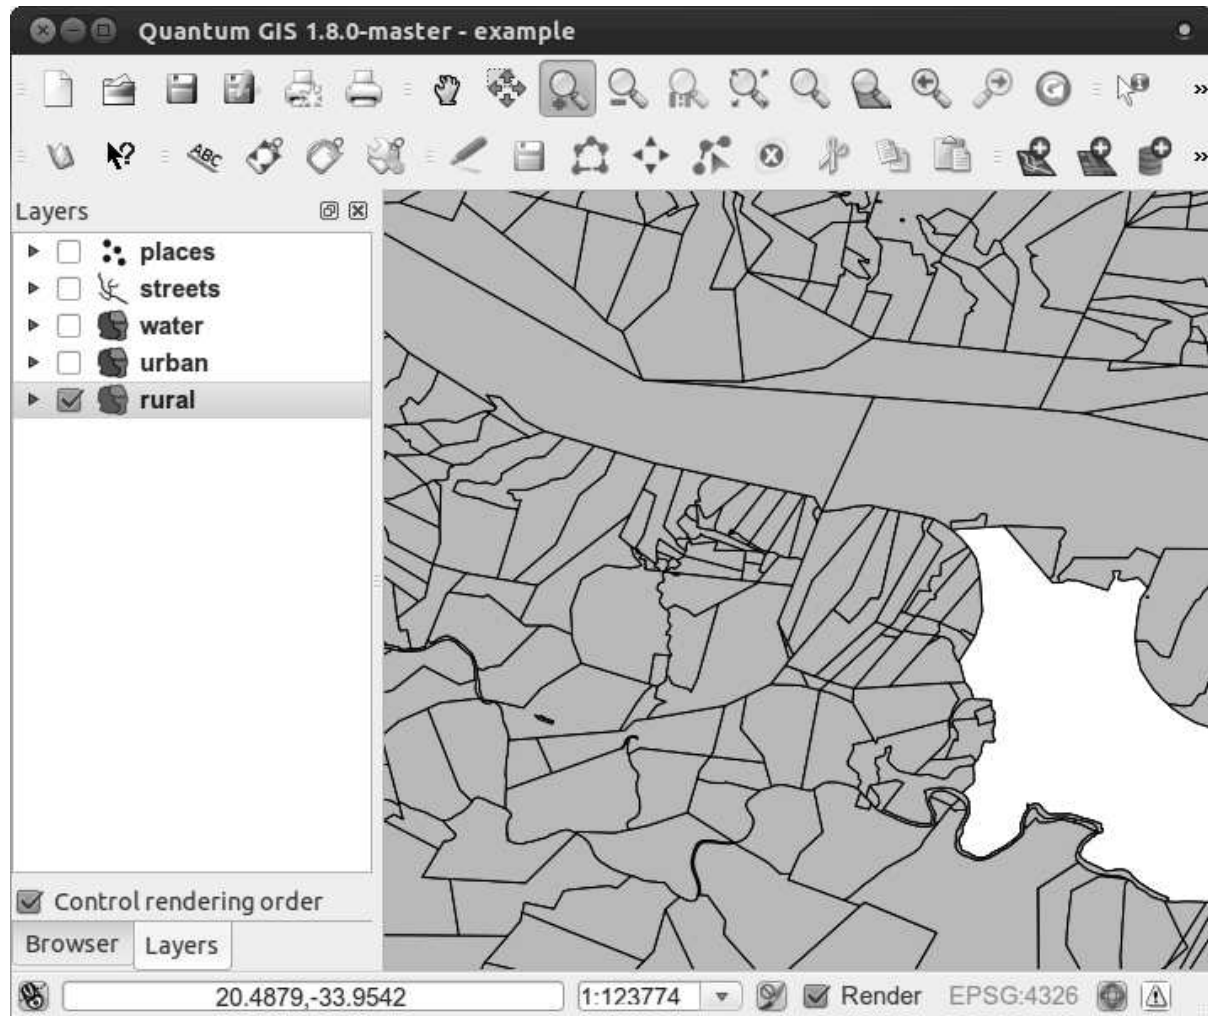 Quantum GIS 1.8.0-master - example
ABC
Layers
places
streets
water
urban
rural
Control rendering order
Browser Layers
20.4879,-33.9542 1:123774 Render EPSG:4326